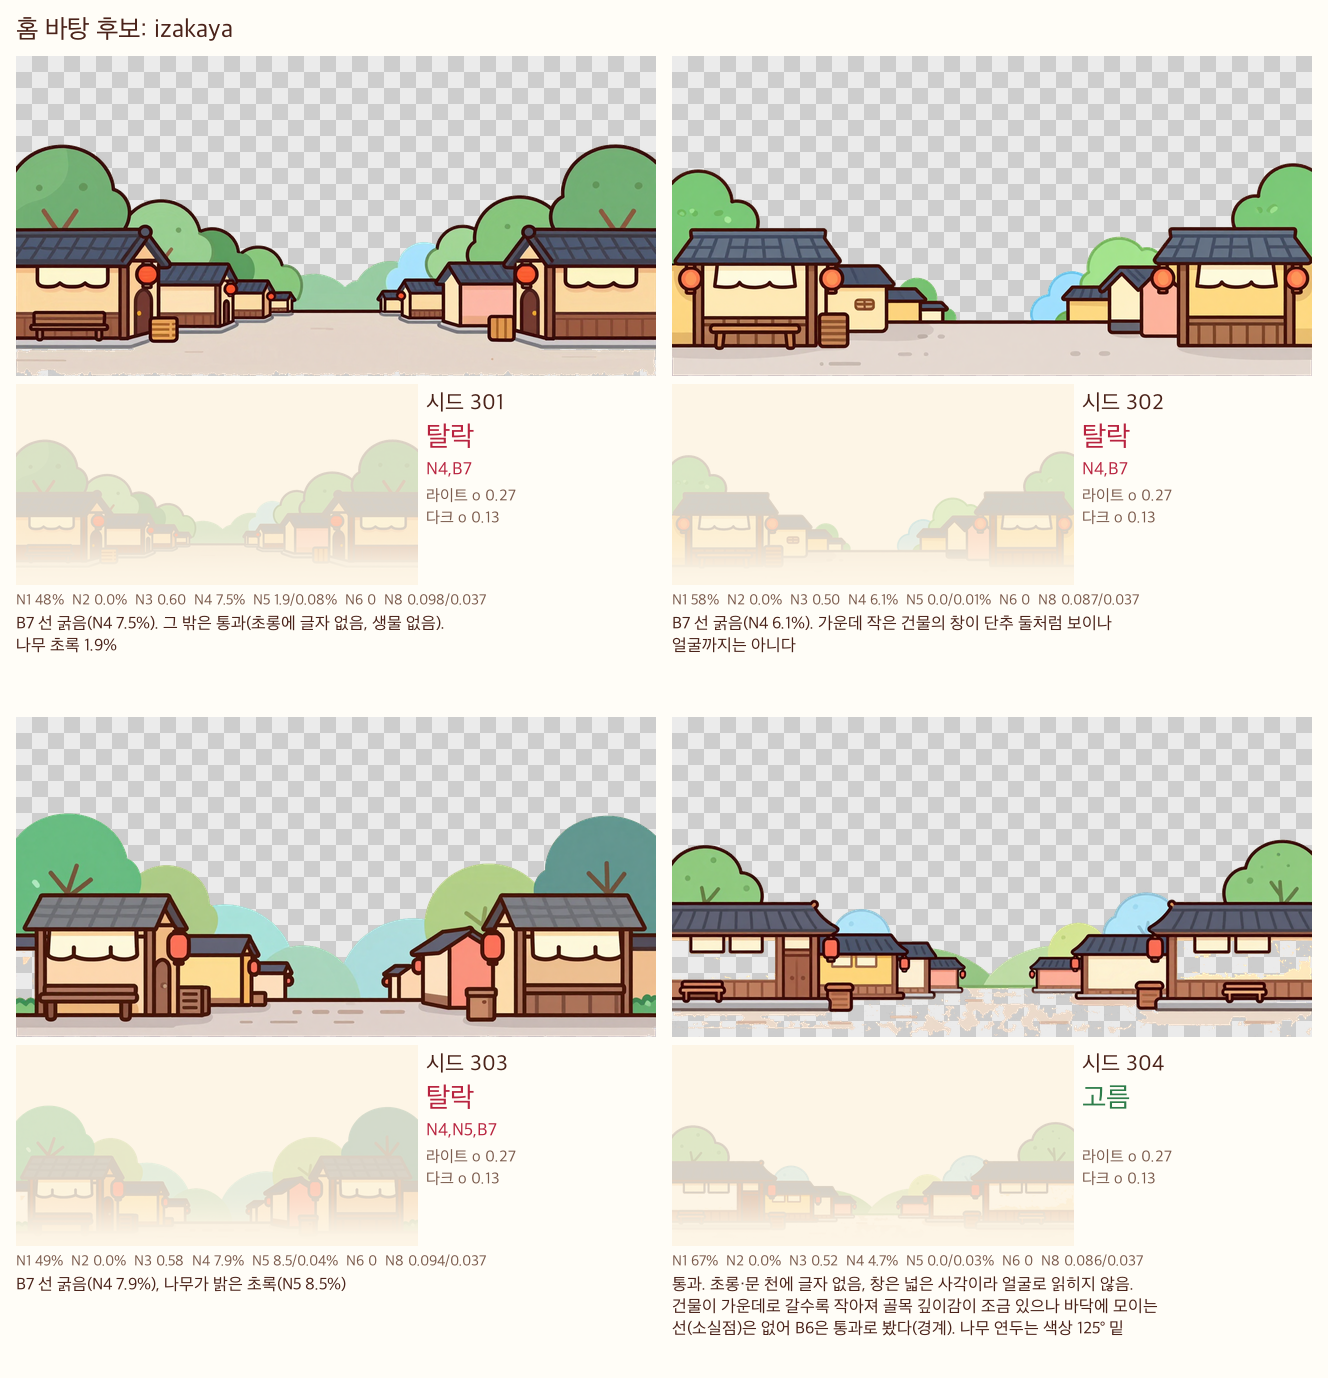 홈 바탕 후보: izakaya
시드 301
탈락
N4,B7
라이트 o 0.27
다크 o 0.13
N1 48% N2 0.0% N3 0.60 N4 7.5% N5 1.9/0.08% N6 0 N8 0.098/0.037
B7 선 굵음(N4 7.5%). 그 밖은 통과(초롱에 글자 없음, 생물 없음).
나무 초록 1.9%
시드 302
탈락
N4,B7
라이트 o 0.27
다크 o 0.13
N1 58% N2 0.0% N3 0.50 N4 6.1% N5 0.0/0.01% N6 0 N8 0.087/0.037
B7 선 굵음(N4 6.1%). 가운데 작은 건물의 창이 단추 둘처럼 보이나
얼굴까지는 아니다
시드 303
탈락
N4,N5,B7
라이트 o 0.27
다크 o 0.13
N1 49% N2 0.0% N3 0.58 N4 7.9% N5 8.5/0.04% N6 0 N8 0.094/0.037
B7 선 굵음(N4 7.9%), 나무가 밝은 초록(N5 8.5%)
시드 304
고름
라이트 o 0.27
다크 o 0.13
N1 67% N2 0.0% N3 0.52 N4 4.7% N5 0.0/0.03% N6 0 N8 0.086/0.037
통과. 초롱·문 천에 글자 없음, 창은 넓은 사각이라 얼굴로 읽히지 않음.
건물이 가운데로 갈수록 작아져 골목 깊이감이 조금 있으나 바닥에 모이는
선(소실점)은 없어 B6은 통과로 봤다(경계). 나무 연두는 색상 125° 밑